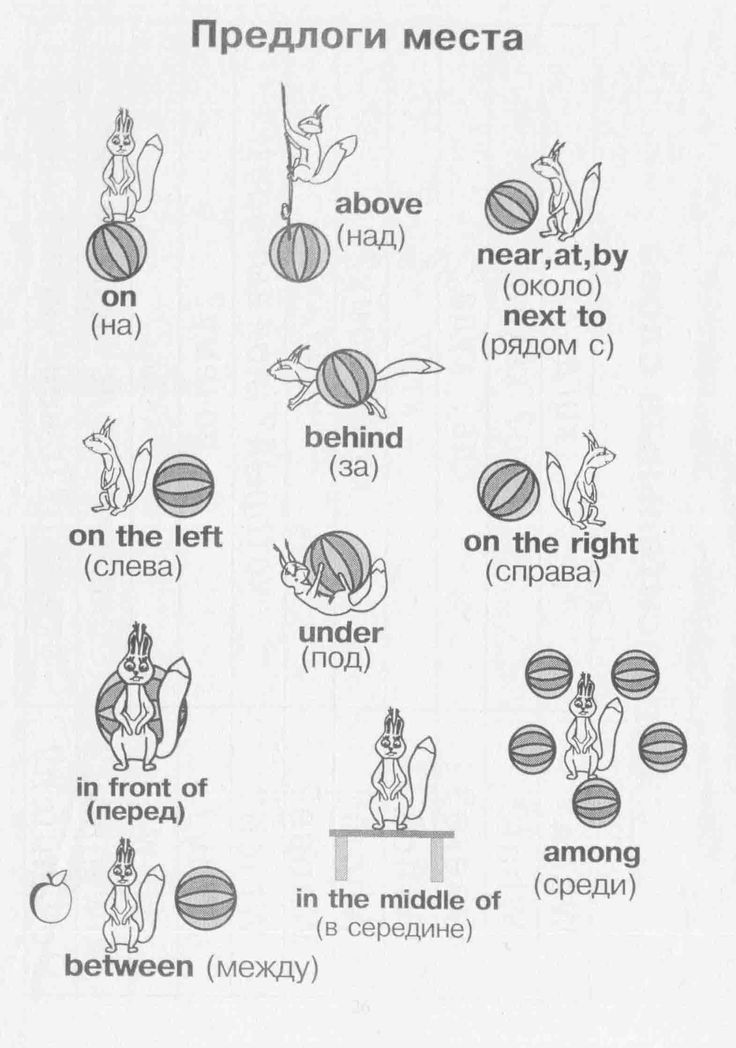 Предлоги места
on
(на)
above
(над)
near,at,by
(около)
next to
(рядом с)
behind
(за)
on the left
(слева)
on the right
(справа)
under
(под)
in front of
(перед)
in the middle of
(в середине)
among
(среди)
between (между)
26